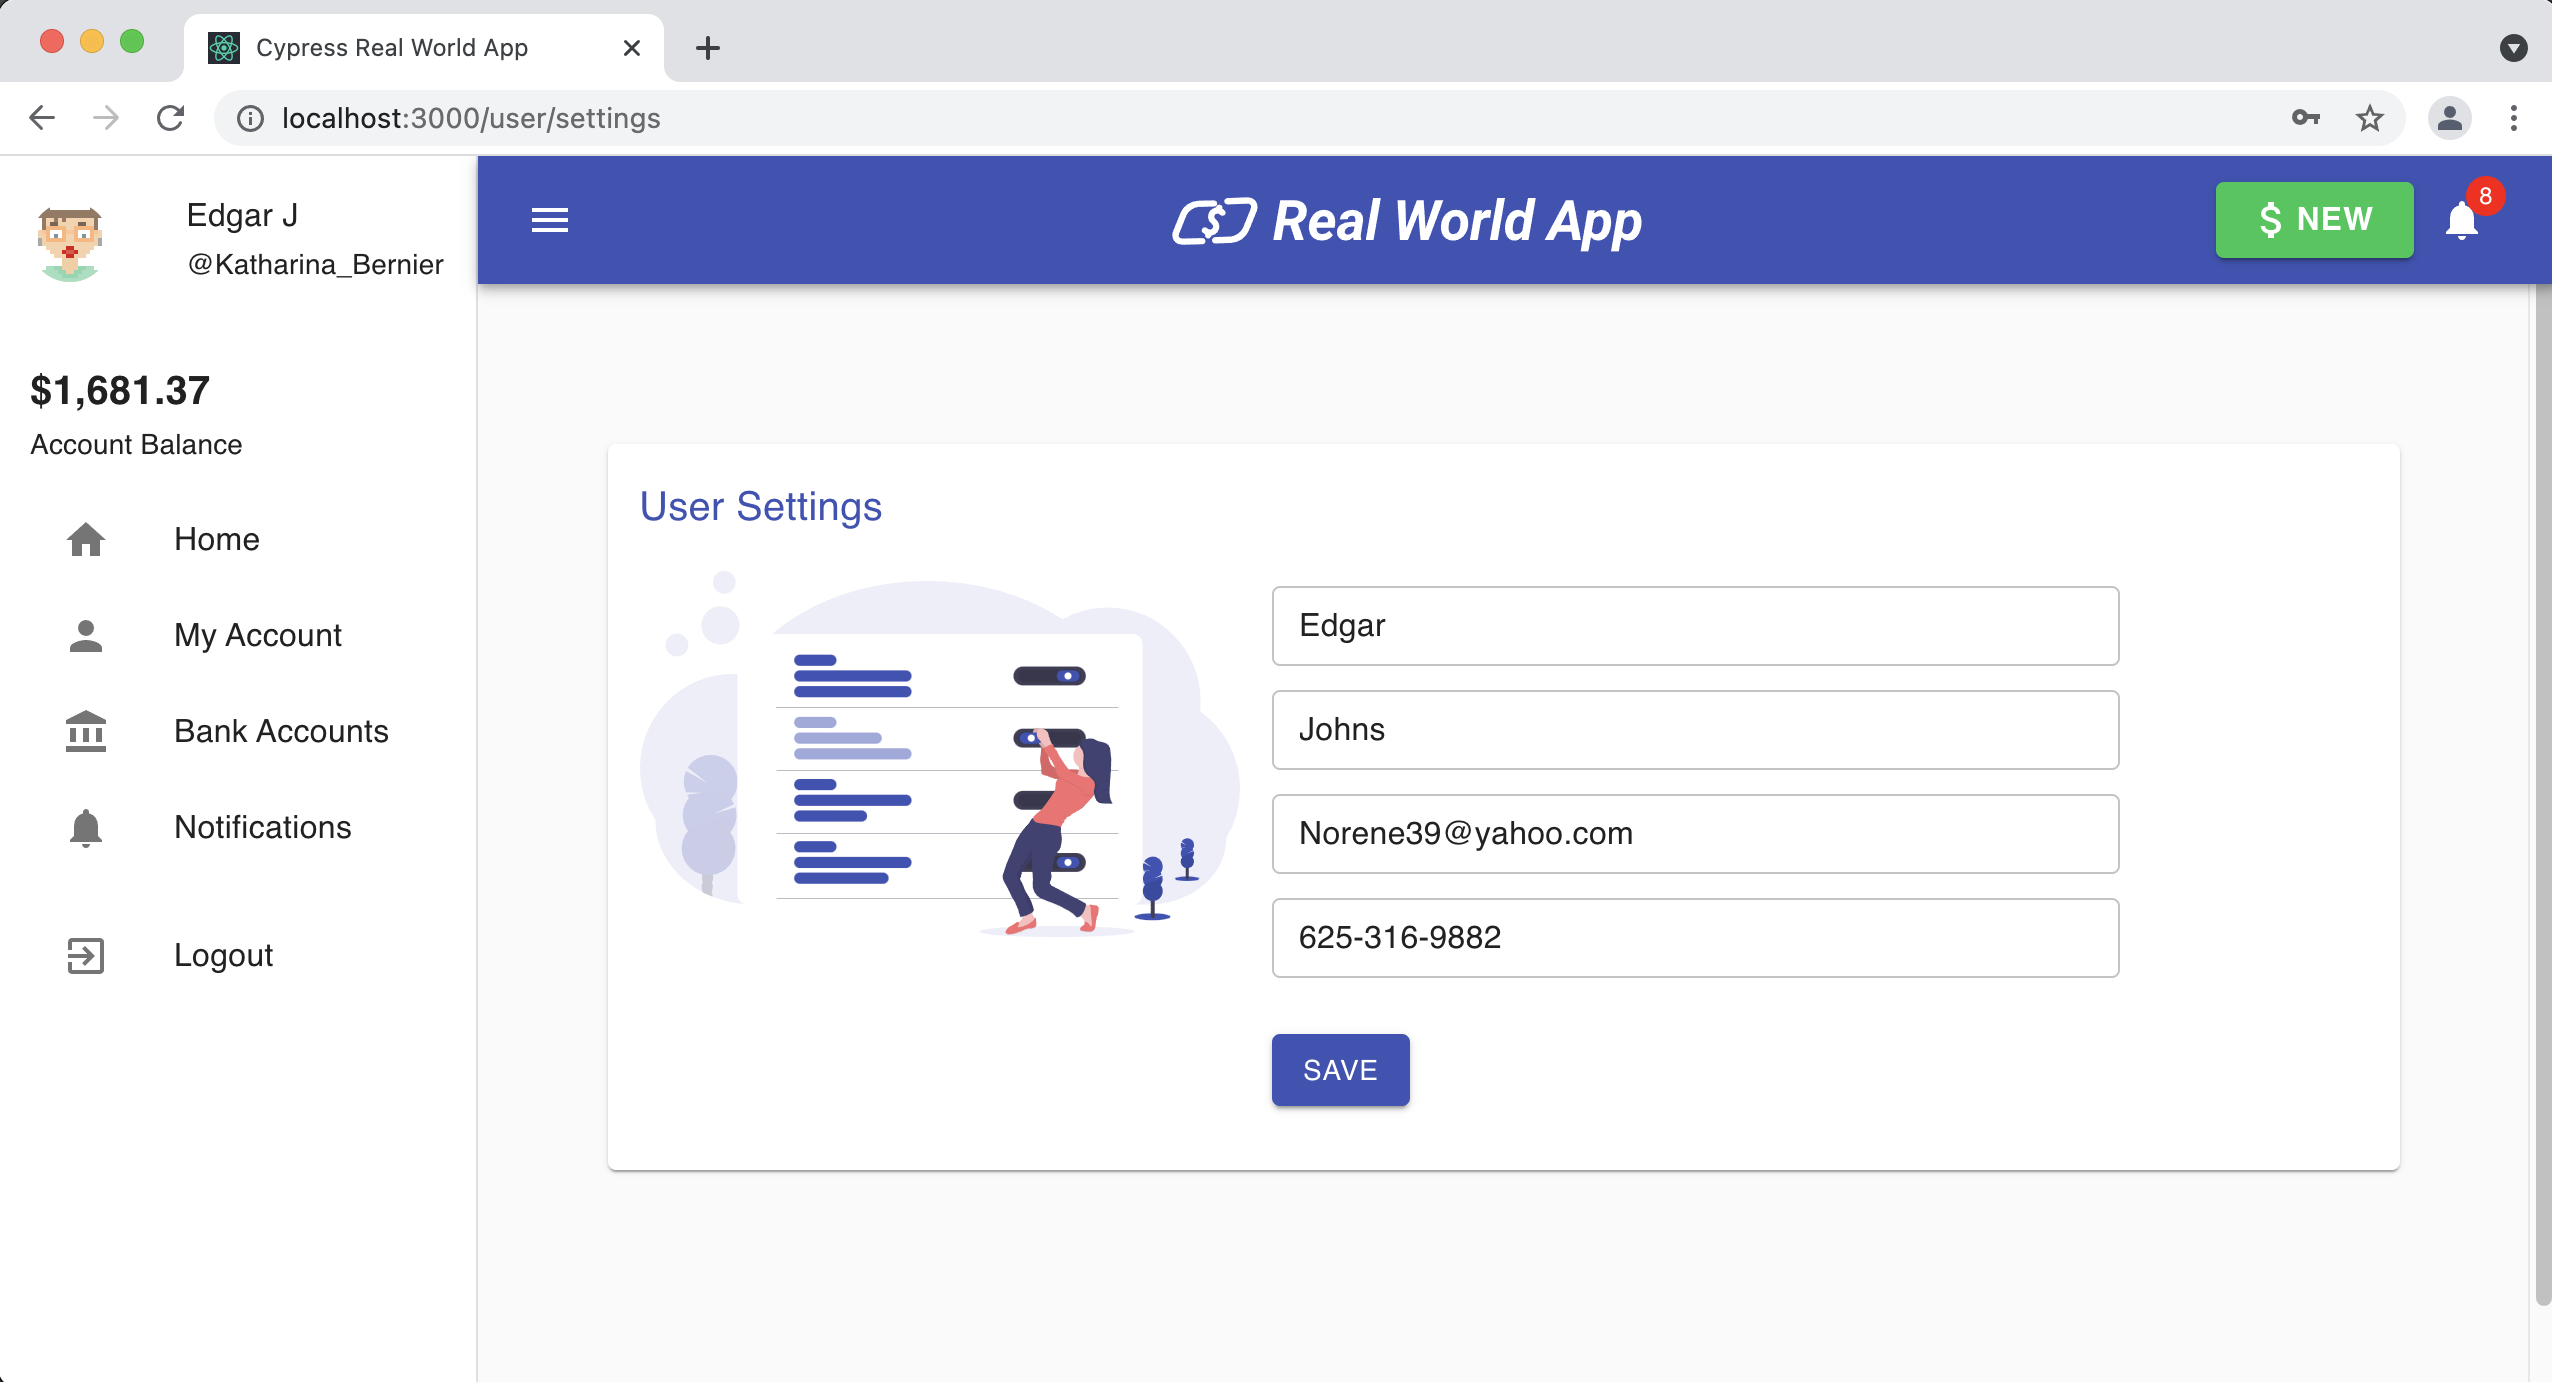 Cypress Real World App
localhost:3000/user/settings
Edgar J
@Katharina_Bernier
$1,681.37
Account Balance
Home
My Account
Bank Accounts
Notifications
Logout
$ Real World App
$ NEW
8
User Settings
Edgar
Johns
Norene39@yahoo.com
625-316-9882
SAVE